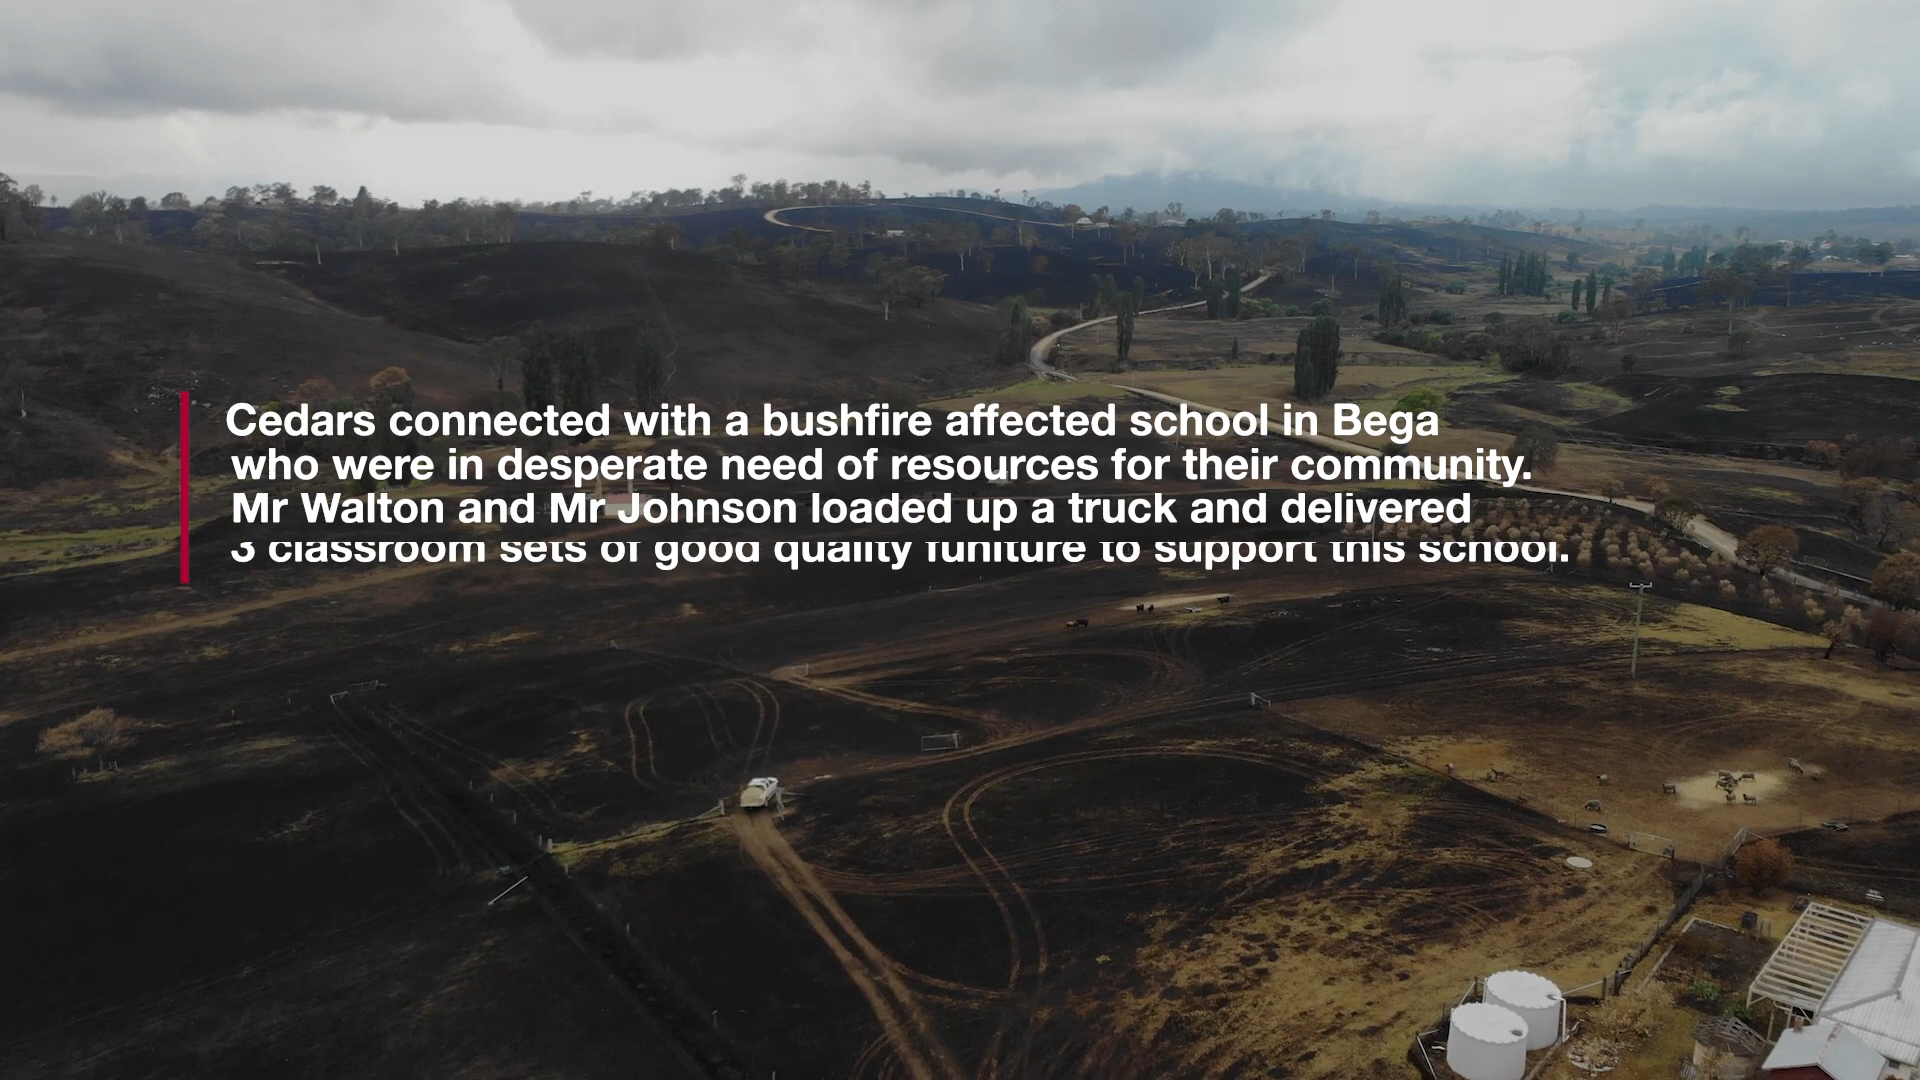 Cedars connected with a bushfire affected school in Bega
who were in desperate need of resources for their community.
Mr Walton and Mr Johnson loaded up a truck and delivered
3 classroom sets of good quality funiture to support this school.